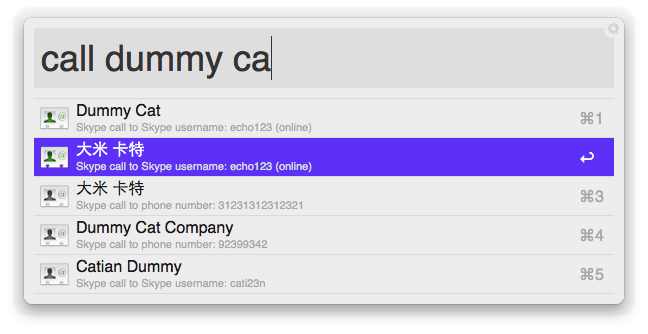 call dummy ca
Dummy Cat
Skype call to Skype username: echo123 (online)
⌘1
大米 卡特
Skype call to Skype username: echo123 (online)
↩
大米 卡特
Skype call to phone number: 31231312312321
⌘3
Dummy Cat Company
Skype call to phone number: 92399342
⌘4
Catian Dummy
Skype call to Skype username: cati23n
⌘5